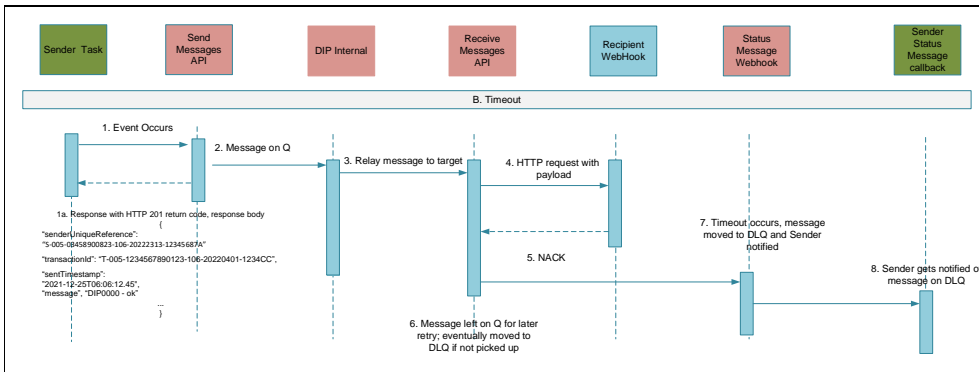 Sender Task
Send
Messages
API
DIP Internal
Receive
Messages
API
Recipient
WebHook
Status
Message
Webhook
Sender
Status
Message
callback
B. Timeout
1. Event Occurs
2. Message on Q
3. Relay message to target
4. HTTP request with
payload
1a. Response with HTTP 201 return code, response body
{
"senderUniqueReference":
"S-005-08458900823-106-20222313-12345687A"
"transactionId": "T-005-1234567890123-106-20220401-1234CC",
"sentTimestamp":
"2021-12-25T06:06:12.45",
"message", "DIP0000 - ok"
...
}
5. NACK
6. Message left on Q for later
retry; eventually moved to
DLQ if not picked up
7. Timeout occurs, message
moved to DLQ and Sender
notified
8. Sender gets notified of
message on DLQ